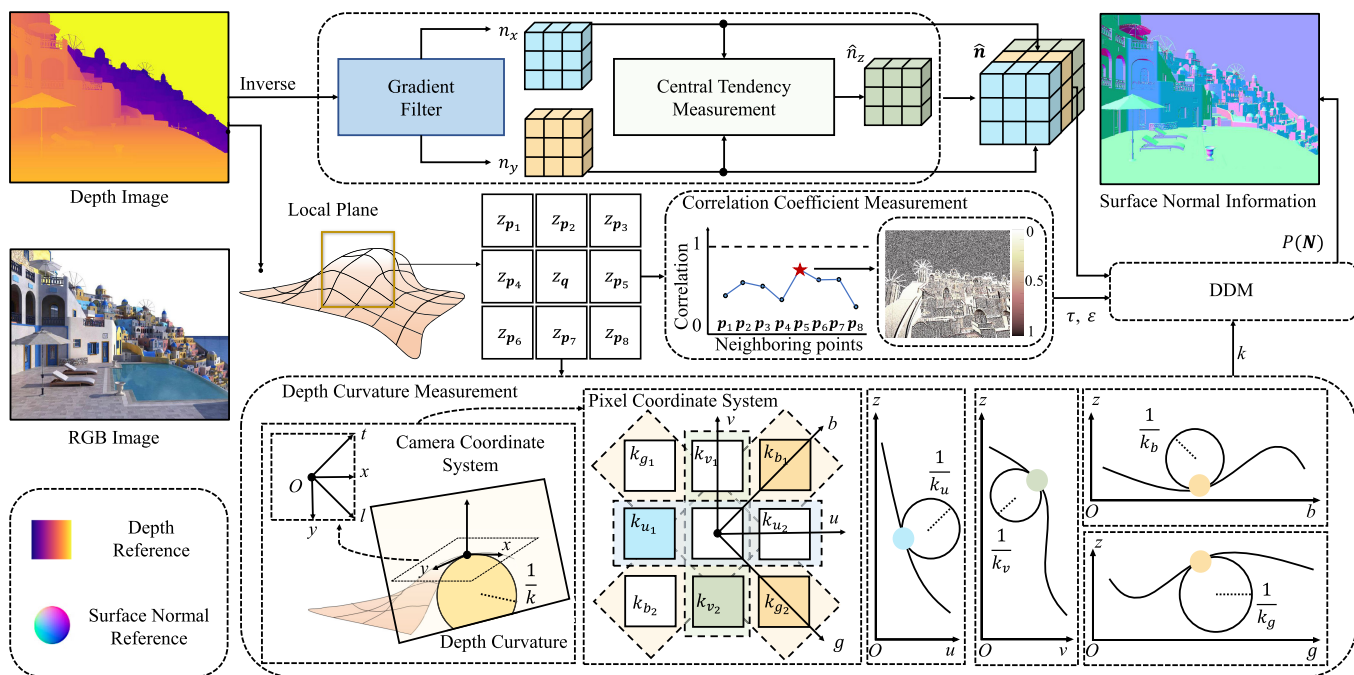 Depth Image
RGB Image
Depth
Reference
Surface Normal
Reference
Inverse
Gradient
Filter
n_x
n_y
Central Tendency
Measurement
n̂_z
n̂
Surface Normal Information
P(N)
DDM
τ, ε
k
Local Plane
z_p1 z_p2 z_p3
z_p4 z_q z_p5
z_p6 z_p7 z_p8
Correlation Coefficient Measurement
Correlation
1
0
p1 p2 p3 p4 p5 p6 p7 p8
Neighboring points
0
0.5
1
Depth Curvature Measurement
Camera Coordinate
System
t
O x
y l
x
y
1/k
Depth Curvature
Pixel Coordinate System
v
b
k_g1 k_v1 k_b1
k_u1 k_u2 u
k_b2 k_v2 k_g2
g
z
1/k_u
O u
z
1/k_v
O v
z
1/k_b
O b
z
1/k_g
O g